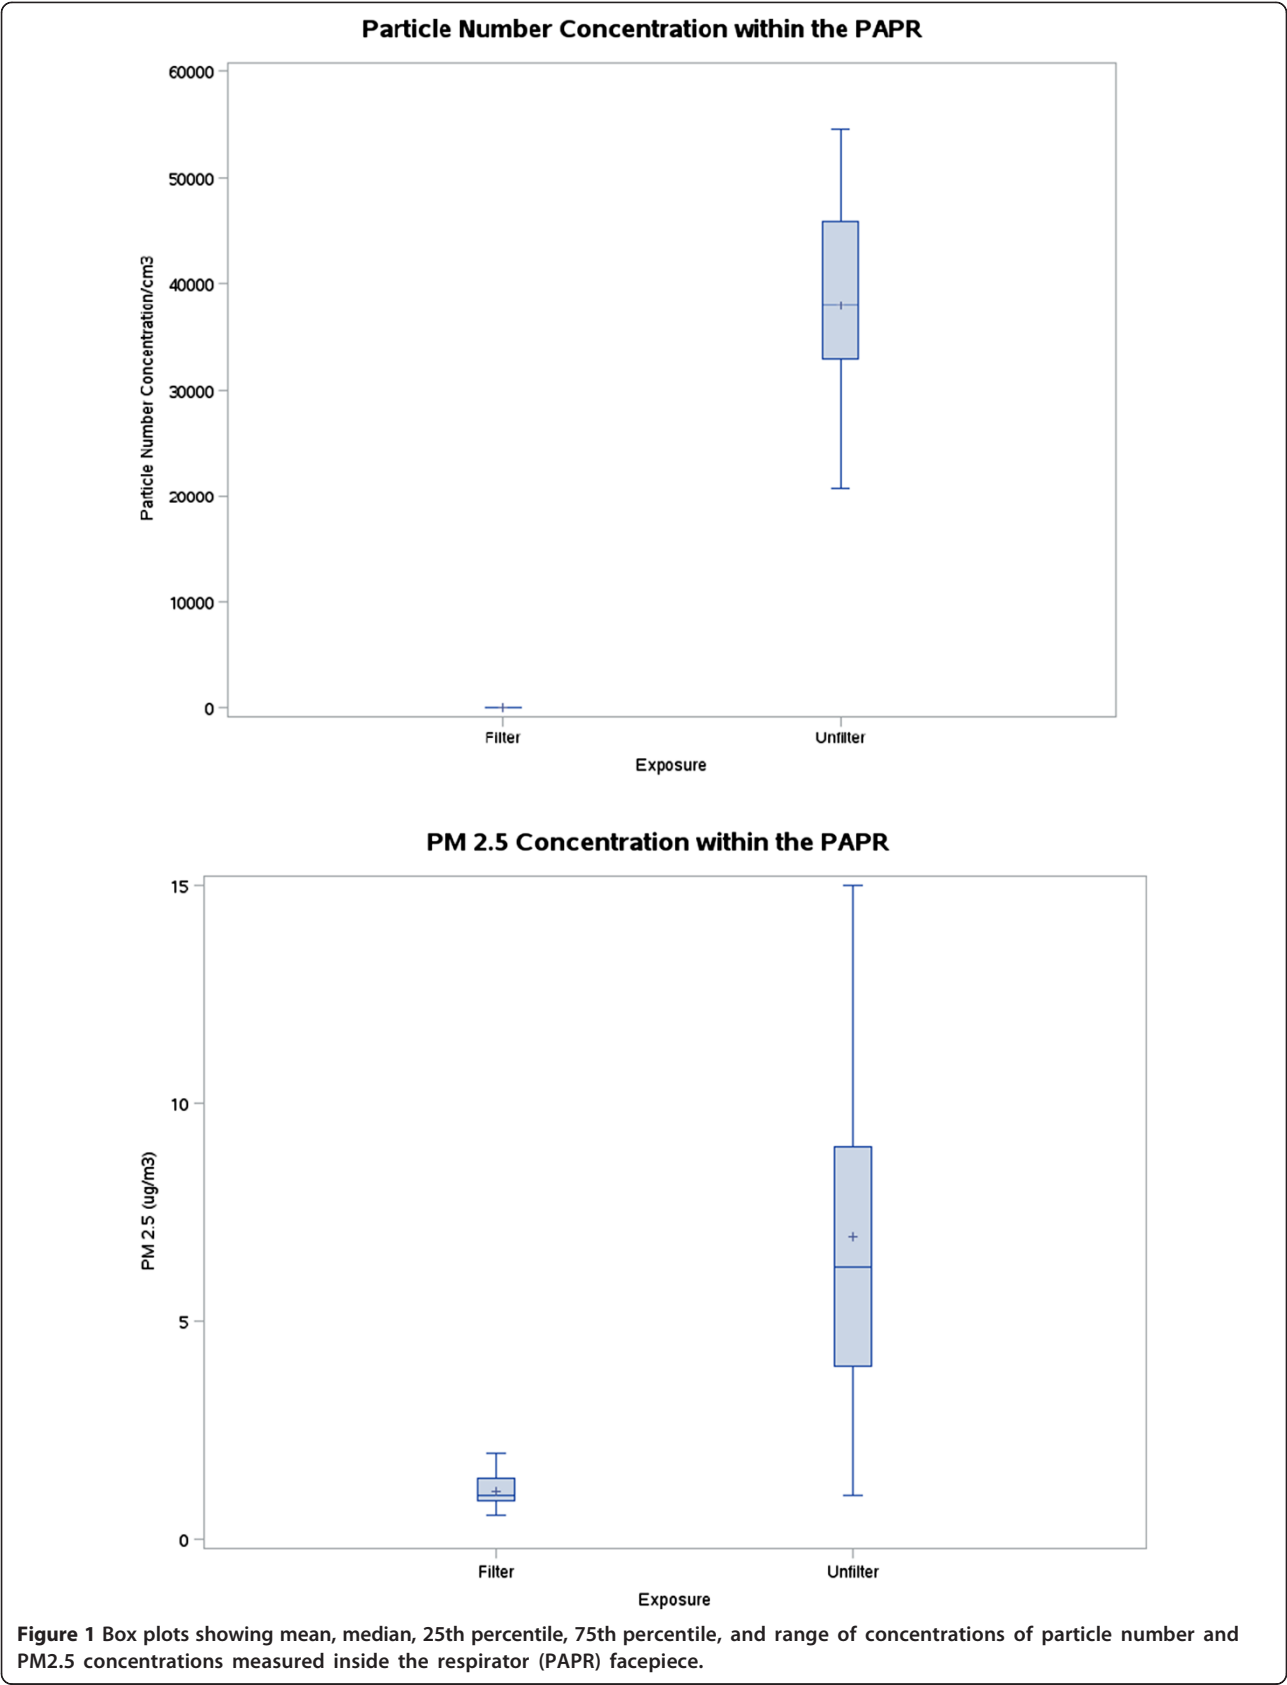 Particle Number Concentration within the PAPR
60000
50000
40000
30000
20000
10000
0
Particle Number Concentration/cm3
Filter
Unfilter
Exposure
PM 2.5 Concentration within the PAPR
15
10
5
0
PM 2.5 (ug/m3)
Filter
Unfilter
Exposure
Figure 1 Box plots showing mean, median, 25th percentile, 75th percentile, and range of concentrations of particle number and
PM2.5 concentrations measured inside the respirator (PAPR) facepiece.